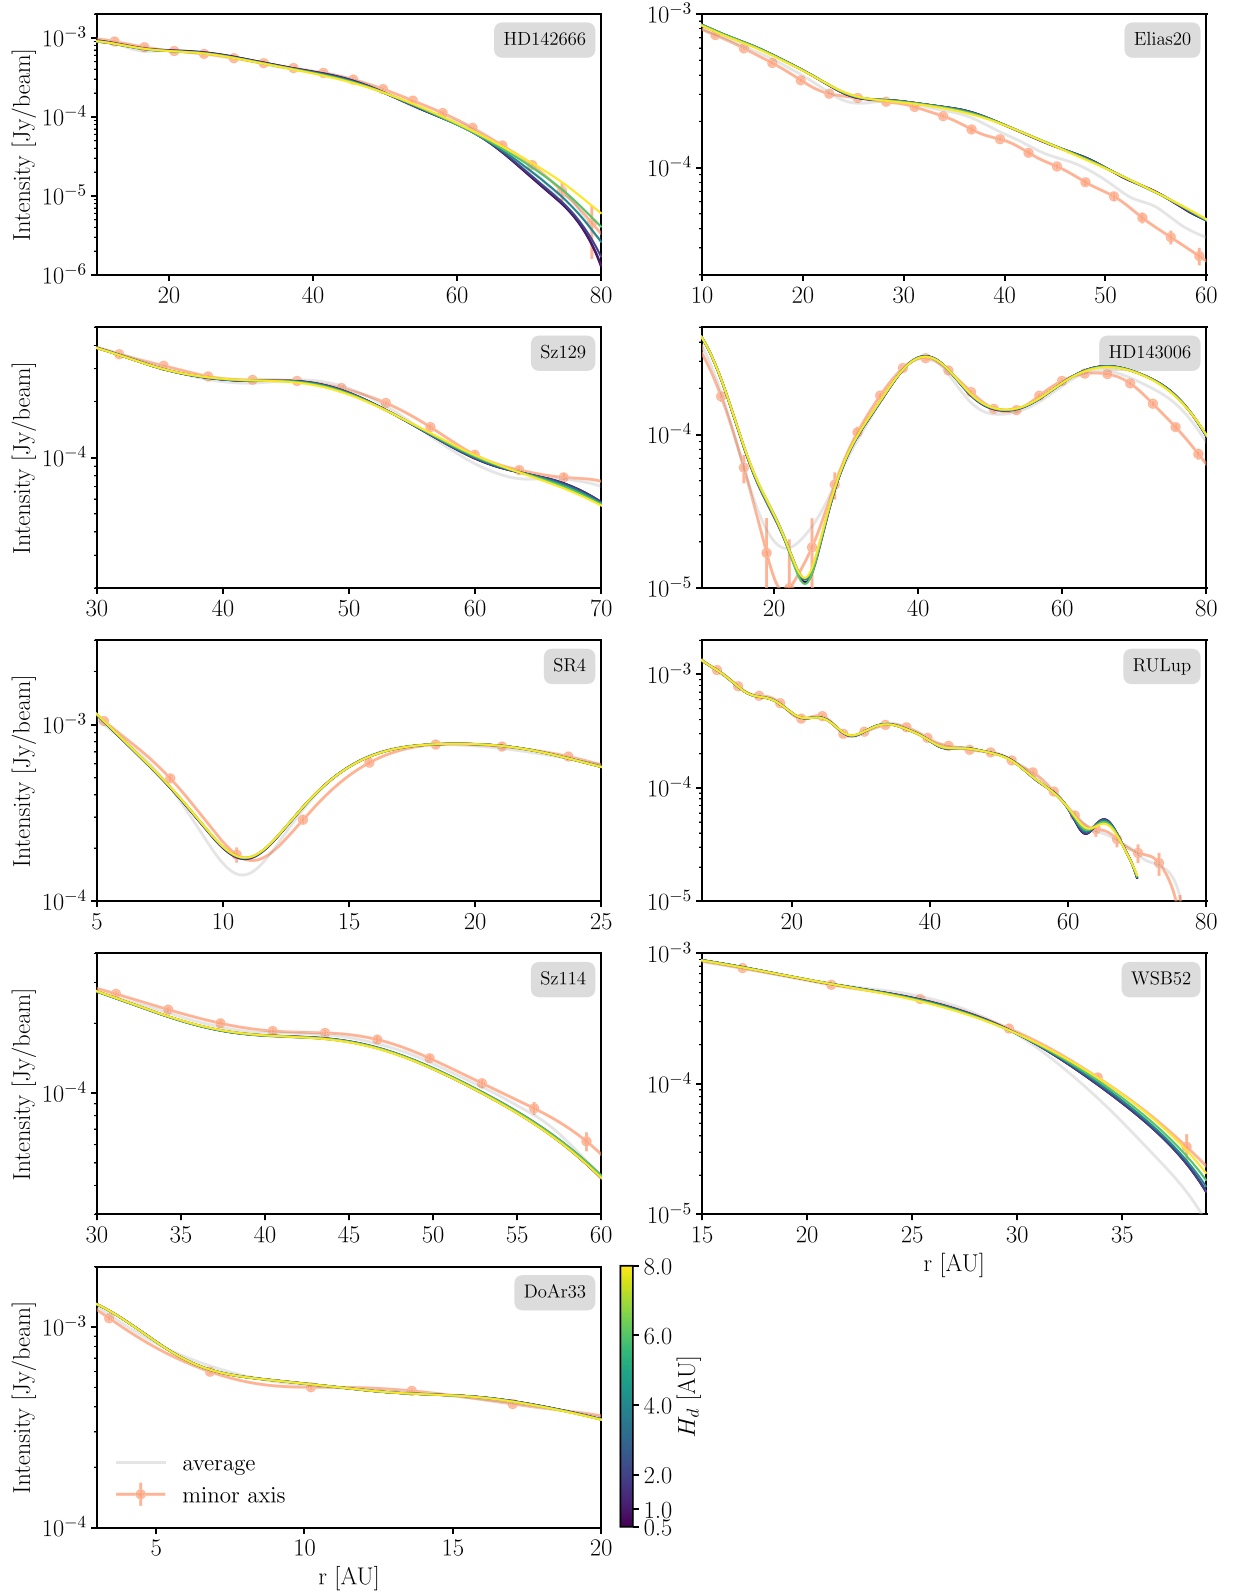 HD142666
Intensity [Jy/beam]
10⁻³
10⁻⁴
10⁻⁵
10⁻⁶
20 40 60 80
Elias20
10⁻³
10⁻⁴
10 20 30 40 50 60
Sz129
Intensity [Jy/beam]
10⁻⁴
30 40 50 60 70
HD143006
10⁻⁴
10⁻⁵
20 40 60 80
SR4
Intensity [Jy/beam]
10⁻³
10⁻⁴
5 10 15 20 25
RULup
10⁻³
10⁻⁴
10⁻⁵
20 40 60 80
Sz114
Intensity [Jy/beam]
10⁻⁴
30 35 40 45 50 55 60
WSB52
10⁻³
10⁻⁴
10⁻⁵
15 20 25 30 35
r [AU]
DoAr33
Intensity [Jy/beam]
10⁻³
10⁻⁴
average
minor axis
5 10 15 20
r [AU]
8.0
6.0
4.0
2.0
1.0
0.5
H_d [AU]